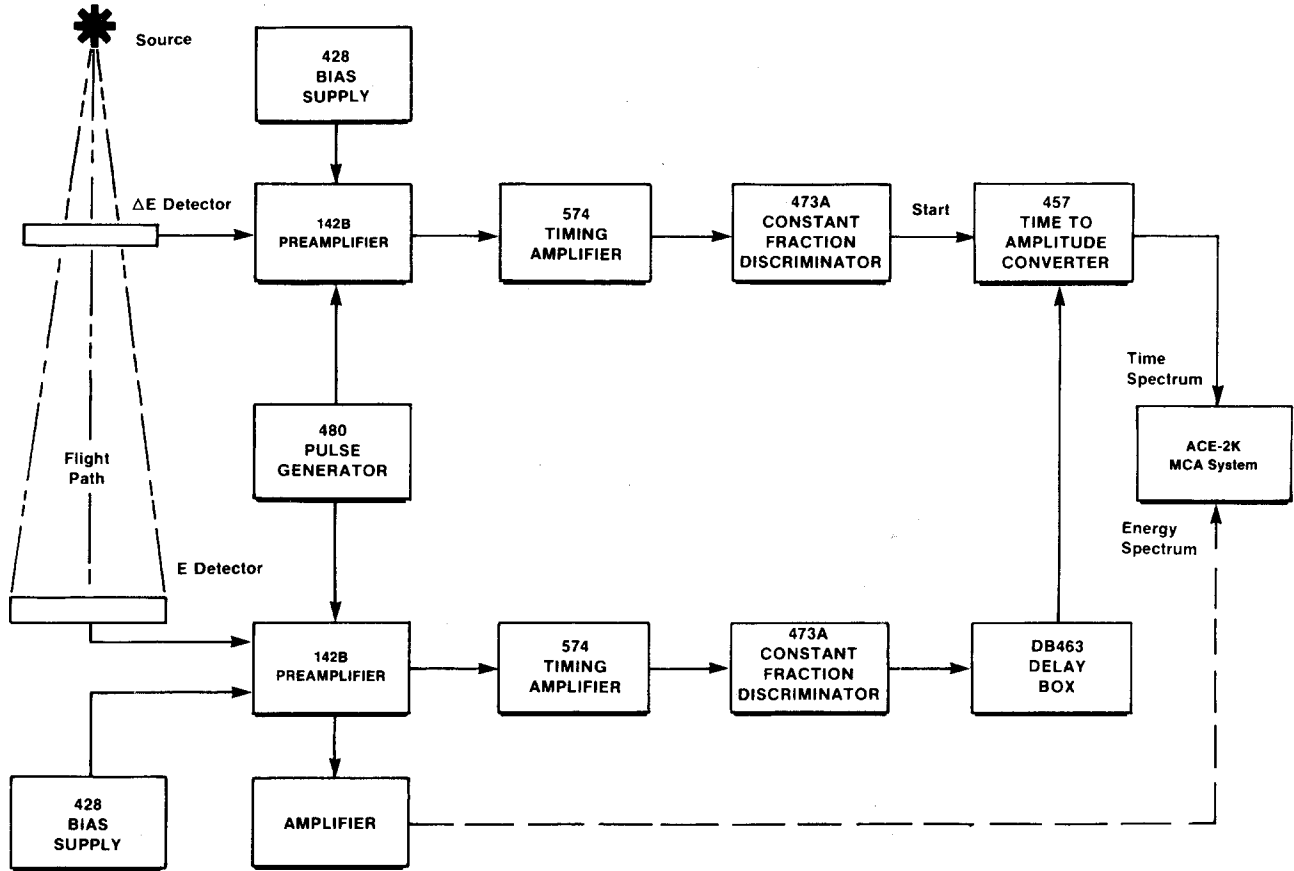 Source
428
BIAS
SUPPLY
ΔE Detector
142B
PREAMPLIFIER
574
TIMING
AMPLIFIER
473A
CONSTANT
FRACTION
DISCRIMINATOR
Start
457
TIME TO
AMPLITUDE
CONVERTER
Time
Spectrum
480
PULSE
GENERATOR
ACE-2K
MCA System
Flight
Path
Energy
Spectrum
E Detector
142B
PREAMPLIFIER
574
TIMING
AMPLIFIER
473A
CONSTANT
FRACTION
DISCRIMINATOR
DB463
DELAY
BOX
428
BIAS
SUPPLY
AMPLIFIER